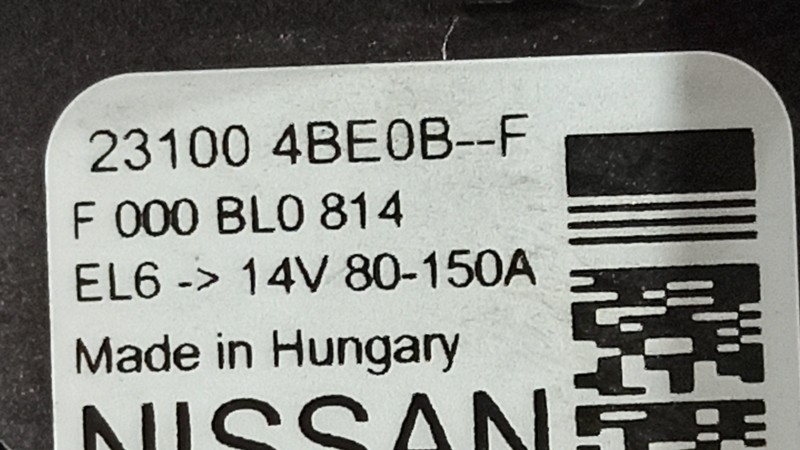 23100 4BE0B--F
F 000 BL0 814
EL6 -> 14V 80-150A
Made in Hungary
NISSAN